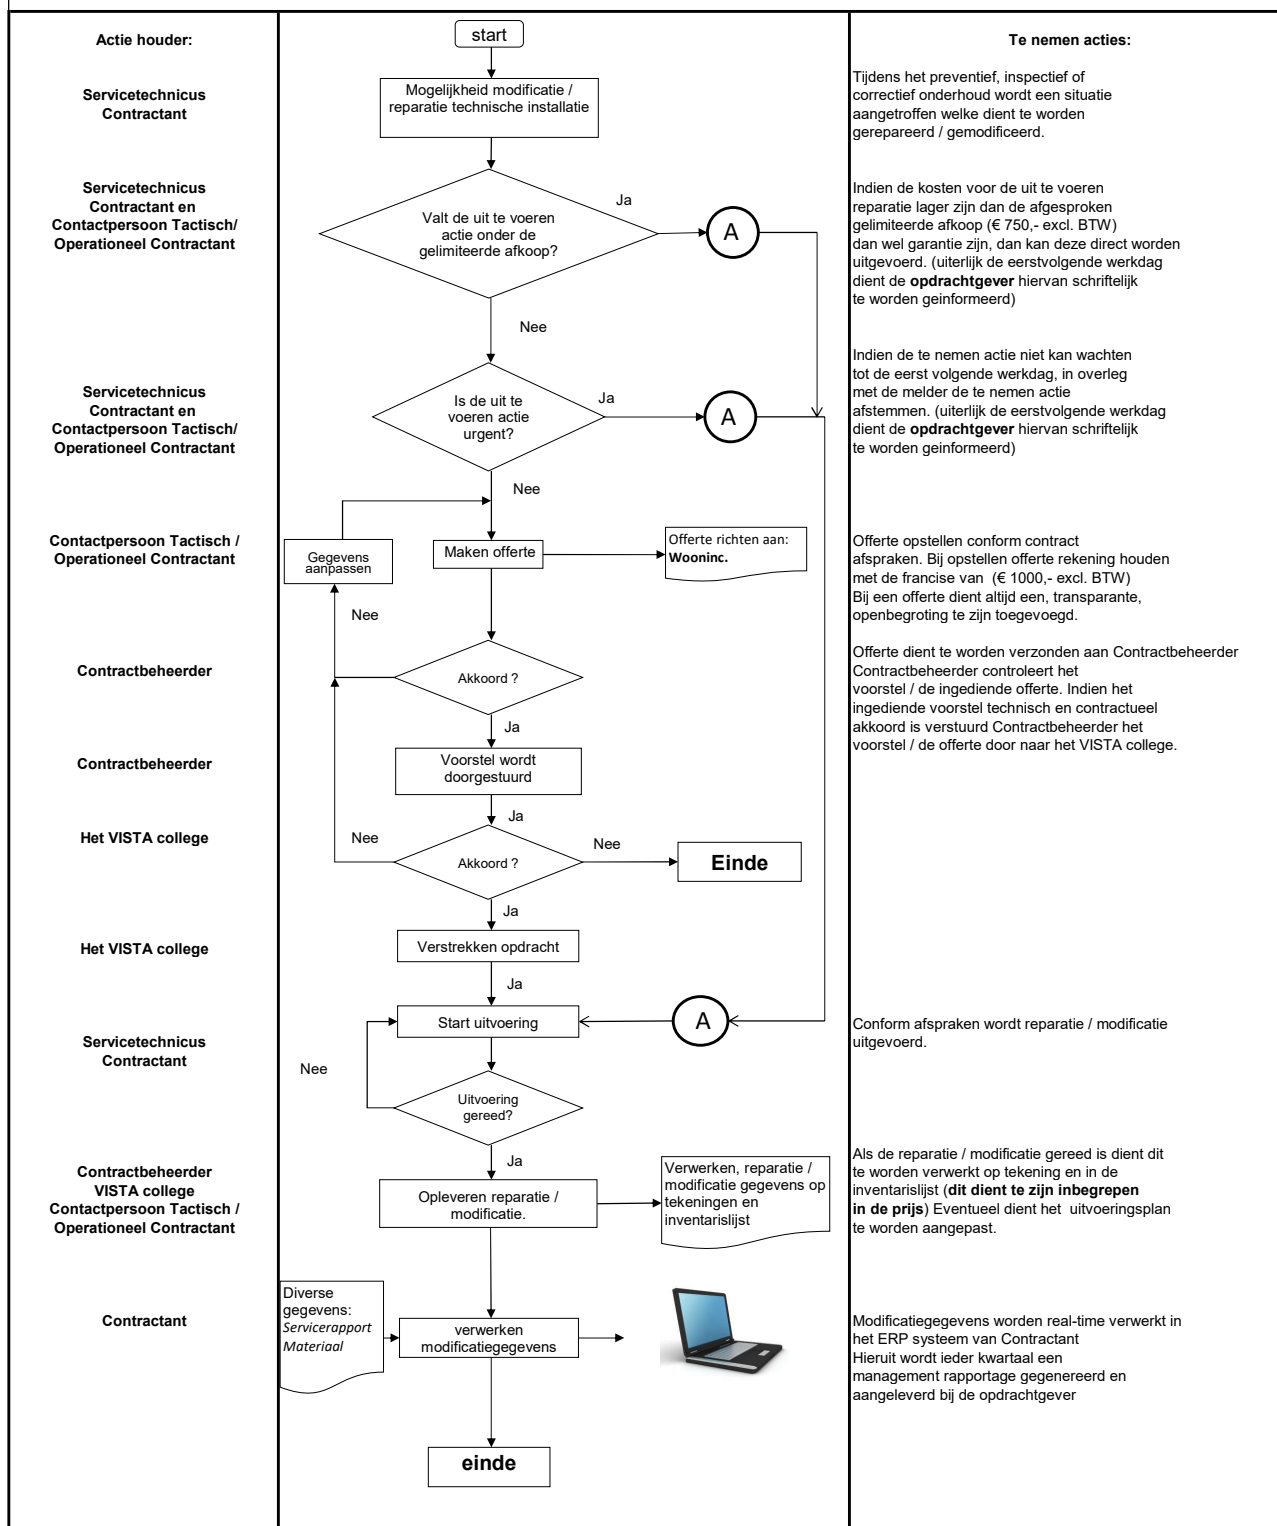 Actie houder:
start
Te nemen acties:
Servicetechnicus
Contractant
Mogelijkheid modificatie /
reparatie technische installatie
Tijdens het preventief, inspectief of
correctief onderhoud wordt een situatie
aangetroffen welke dient te worden
gerepareerd / gemodificeerd.
Servicetechnicus
Contractant en
Contactpersoon Tactisch/
Operationeel Contractant
Valt de uit te voeren
actie onder de
gelimiteerde afkoop?
Ja
A
Nee
Indien de kosten voor de uit te voeren
reparatie lager zijn dan de afgesproken
gelimiteerde afkoop (€ 750,- excl. BTW)
dan wel garantie zijn, dan kan deze direct worden
uitgevoerd. (uiterlijk de eerstvolgende werkdag
dient de opdrachtgever hiervan schriftelijk
te worden geinformeerd)
Servicetechnicus
Contractant en
Contactpersoon Tactisch/
Operationeel Contractant
Is de uit te
voeren actie
urgent?
Ja
A
Nee
Indien de te nemen actie niet kan wachten
tot de eerst volgende werkdag, in overleg
met de melder de te nemen actie
afstemmen. (uiterlijk de eerstvolgende werkdag
dient de opdrachtgever hiervan schriftelijk
te worden geinformeerd)
Contactpersoon Tactisch /
Operationeel Contractant
Gegevens
aanpassen
Maken offerte
Offerte richten aan:
Wooninc.
Nee
Offerte opstellen conform contract
afspraken. Bij opstellen offerte rekening houden
met de francise van (€ 1000,- excl. BTW)
Bij een offerte dient altijd een, transparante,
openbegroting te zijn toegevoegd.
Contractbeheerder
Akkoord ?
Ja
Offerte dient te worden verzonden aan Contractbeheerder
Contractbeheerder controleert het
voorstel / de ingediende offerte. Indien het
ingediende voorstel technisch en contractueel
akkoord is verstuurd Contractbeheerder het
voorstel / de offerte door naar het VISTA college.
Contractbeheerder
Voorstel wordt
doorgestuurd
Ja
Het VISTA college
Nee
Akkoord ?
Nee
Einde
Ja
Het VISTA college
Verstrekken opdracht
Ja
Servicetechnicus
Contractant
Start uitvoering
A
Nee
Uitvoering
gereed?
Ja
Conform afspraken wordt reparatie / modificatie
uitgevoerd.
Contractbeheerder
VISTA college
Contactpersoon Tactisch /
Operationeel Contractant
Opleveren reparatie /
modificatie.
Verwerken, reparatie /
modificatie gegevens op
tekeningen en
inventarislijst
Als de reparatie / modificatie gereed is dient dit
te worden verwerkt op tekening en in de
inventarislijst (dit dient te zijn inbegrepen
in de prijs) Eventueel dient het uitvoeringsplan
te worden aangepast.
Contractant
Diverse
gegevens:
Servicerapport
Materiaal
verwerken
modificatiegegevens
Modificatiegegevens worden real-time verwerkt in
het ERP systeem van Contractant
Hieruit wordt ieder kwartaal een
management rapportage gegenereerd en
aangeleverd bij de opdrachtgever
einde